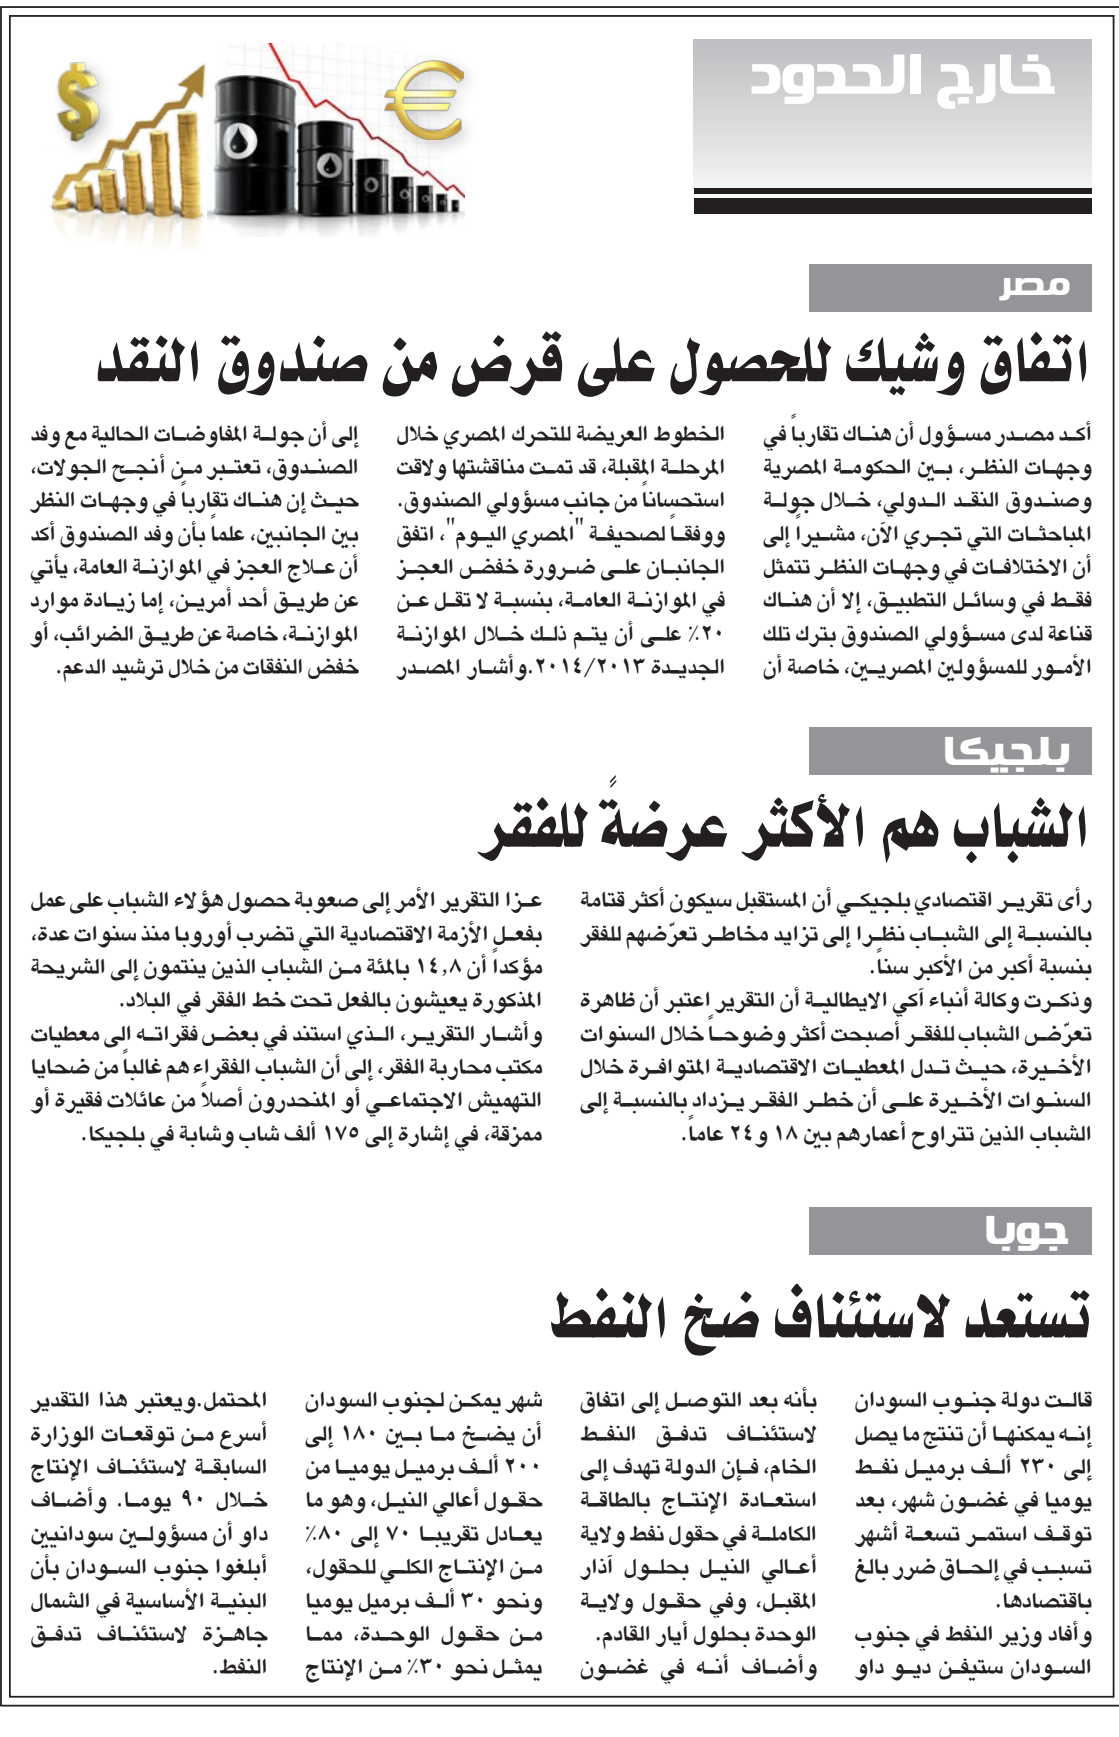 خارج الحدود
مصر
اتفاق وشيك للحصول على قرض من صندوق النقد
أكد مصدر مسؤول أن هناك تقارباً في
وجهات النظر، بين الحكومة المصرية
وصندوق النقد الدولي، خلال جولة
المباحثات التي تجري الآن، مشيراً إلى
أن الاختلافات في وجهات النظر تتمثل
فقط في وسائل التطبيق، إلا أن هناك
قناعة لدى مسؤولي الصندوق بترك تلك
الأمور للمسؤولين المصريين، خاصة أن
الخطوط العريضة للتحرك المصري خلال
المرحلة المقبلة، قد تمت مناقشتها ولاقت
استحساناً من جانب مسؤولي الصندوق.
ووفقاً لصحيفة "المصري اليوم"، اتفق
الجانبان على ضرورة خفض العجز
في الموازنة العامة، بنسبة لا تقل عن
٢٠٪ على أن يتم ذلك خلال الموازنة
الجديدة ٢٠١٤/٢٠١٣.وأشار المصدر
إلى أن جولة المفاوضات الحالية مع وفد
الصندوق، تعتبر من أنجح الجولات،
حيث إن هناك تقارباً في وجهات النظر
بين الجانبين، علماً بأن وفد الصندوق أكد
أن علاج العجز في الموازنة العامة، يأتي
عن طريق أحد أمرين، إما زيادة موارد
الموازنة، خاصة عن طريق الضرائب، أو
خفض النفقات من خلال ترشيد الدعم.
بلجيكا
الشباب هم الأكثر عرضةً للفقر
رأى تقرير اقتصادي بلجيكي أن المستقبل سيكون أكثر قتامة
بالنسبة إلى الشباب نظرا إلى تزايد مخاطر تعرّضهم للفقر
بنسبة أكبر من الأكبر سناً.
وذكرت وكالة أنباء آكي الايطالية أن التقرير اعتبر أن ظاهرة
تعرّض الشباب للفقر أصبحت أكثر وضوحاً خلال السنوات
الأخيرة، حيث تدل المعطيات الاقتصادية المتوافرة خلال
السنوات الأخيرة على أن خطر الفقر يزداد بالنسبة إلى
الشباب الذين تتراوح أعمارهم بين ١٨ و٢٤ عاماً.
عزا التقرير الأمر إلى صعوبة حصول هؤلاء الشباب على عمل
بفعل الأزمة الاقتصادية التي تضرب أوروبا منذ سنوات عدة،
مؤكداً أن ١٤,٨ بالمئة من الشباب الذين ينتمون إلى الشريحة
المذكورة يعيشون بالفعل تحت خط الفقر في البلاد.
وأشار التقرير، الذي استند في بعض فقراته الى معطيات
مكتب محاربة الفقر، إلى أن الشباب الفقراء هم غالباً من ضحايا
التهميش الاجتماعي أو المنحدرون أصلاً من عائلات فقيرة أو
ممزقة، في إشارة إلى ١٧٥ ألف شاب وشابة في بلجيكا.
جوبا
تستعد لاستئناف ضخ النفط
قالت دولة جنوب السودان
إنه يمكنها أن تنتج ما يصل
إلى ٢٣٠ ألف برميل نفط
يوميا في غضون شهر، بعد
توقف استمر تسعة أشهر
تسبب في إلحاق ضرر بالغ
باقتصادها.
وأفاد وزير النفط في جنوب
السودان ستيفن ديو داو
بأنه بعد التوصل إلى اتفاق
لاستئناف تدفق النفط
الخام، فإن الدولة تهدف إلى
استعادة الإنتاج بالطاقة
الكاملة في حقول نفط ولاية
أعالي النيل بحلول آذار
المقبل، وفي حقول ولاية
الوحدة بحلول أيار القادم.
وأضاف أنه في غضون
شهر يمكن لجنوب السودان
أن يضخ ما بين ١٨٠ إلى
٢٠٠ ألف برميل يوميا من
حقول أعالي النيل، وهو ما
يعادل تقريبا ٧٠ إلى ٨٠٪
من الإنتاج الكلي للحقول،
ونحو ٣٠ ألف برميل يوميا
من حقول الوحدة، مما
يمثل نحو ٣٠٪ من الإنتاج
المحتمل.ويعتبر هذا التقدير
أسرع من توقعات الوزارة
السابقة لاستئناف الإنتاج
خلال ٩٠ يوما. وأضاف
داو أن مسؤولين سودانيين
أبلغوا جنوب السودان بأن
البنية الأساسية في الشمال
جاهزة لاستئناف تدفق
النفط.